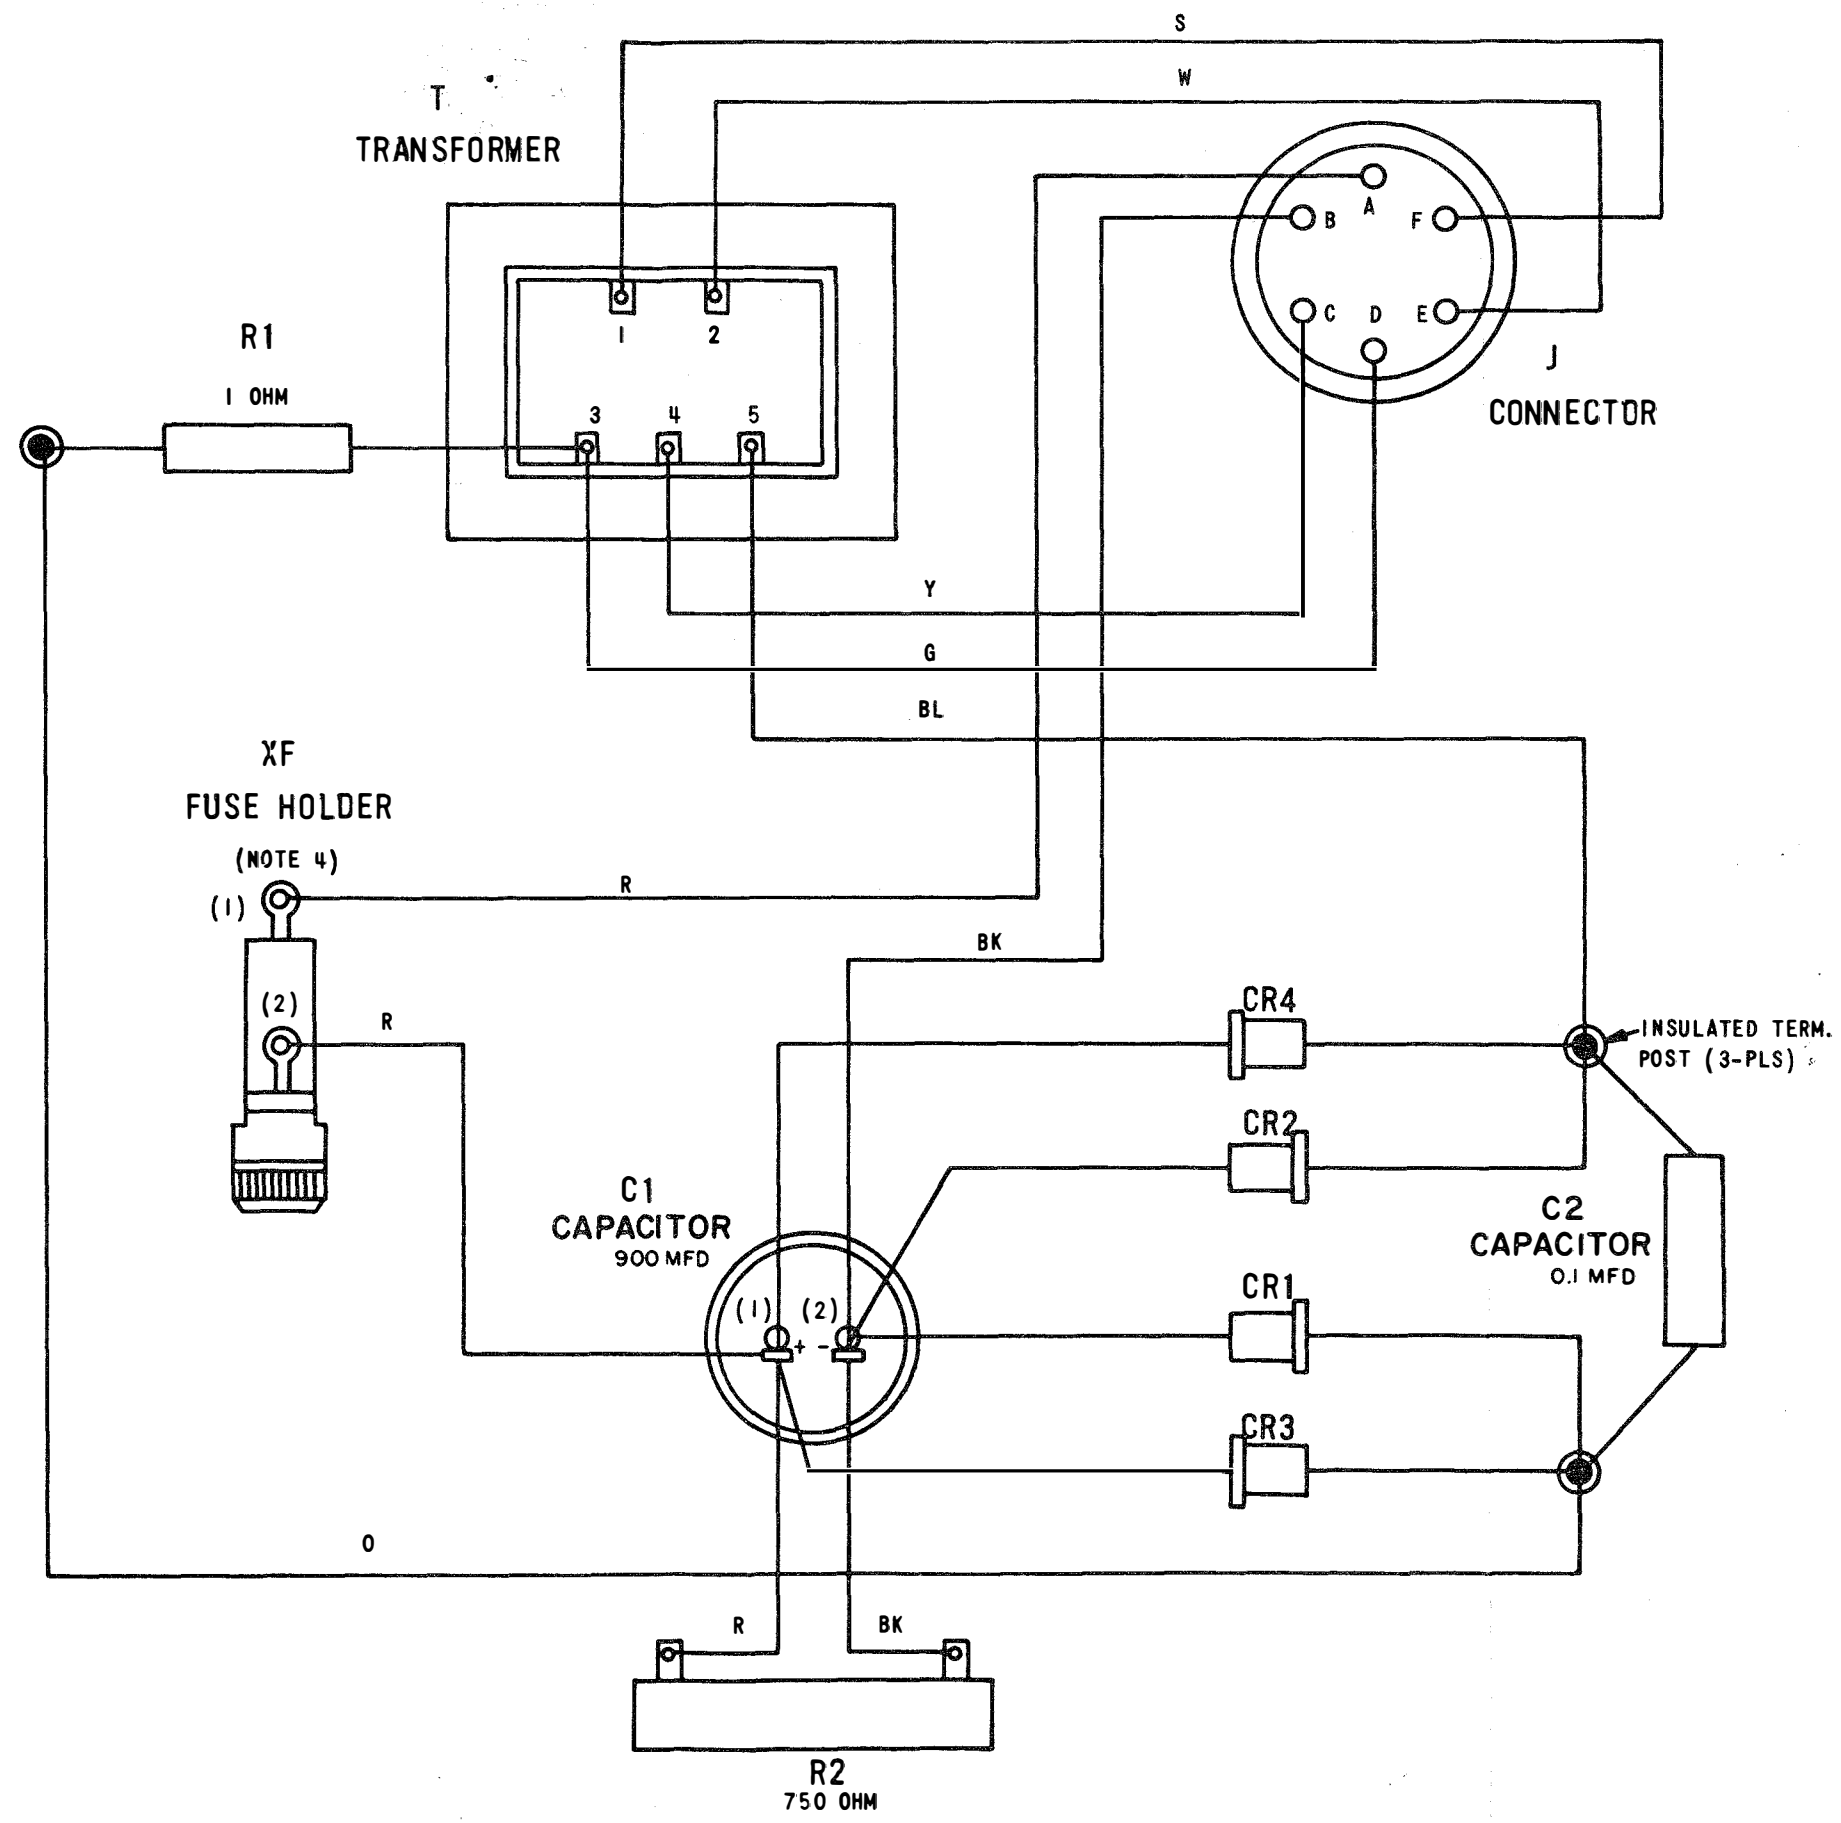 S
W
T
TRANSFORMER
A
B
F
C
D
E
1
2
R1
1 OHM
J
CONNECTOR
3
4
5
Y
G
BL
XF
FUSE HOLDER
(NOTE 4)
(1)
R
(2)
R
BK
CR4
INSULATED TERM.
POST (3-PLS)
CR2
C1
CAPACITOR
900 MFD
C2
CAPACITOR
0.1 MFD
CR1
(1)
(2)
+ -
CR3
O
R
BK
R2
750 OHM